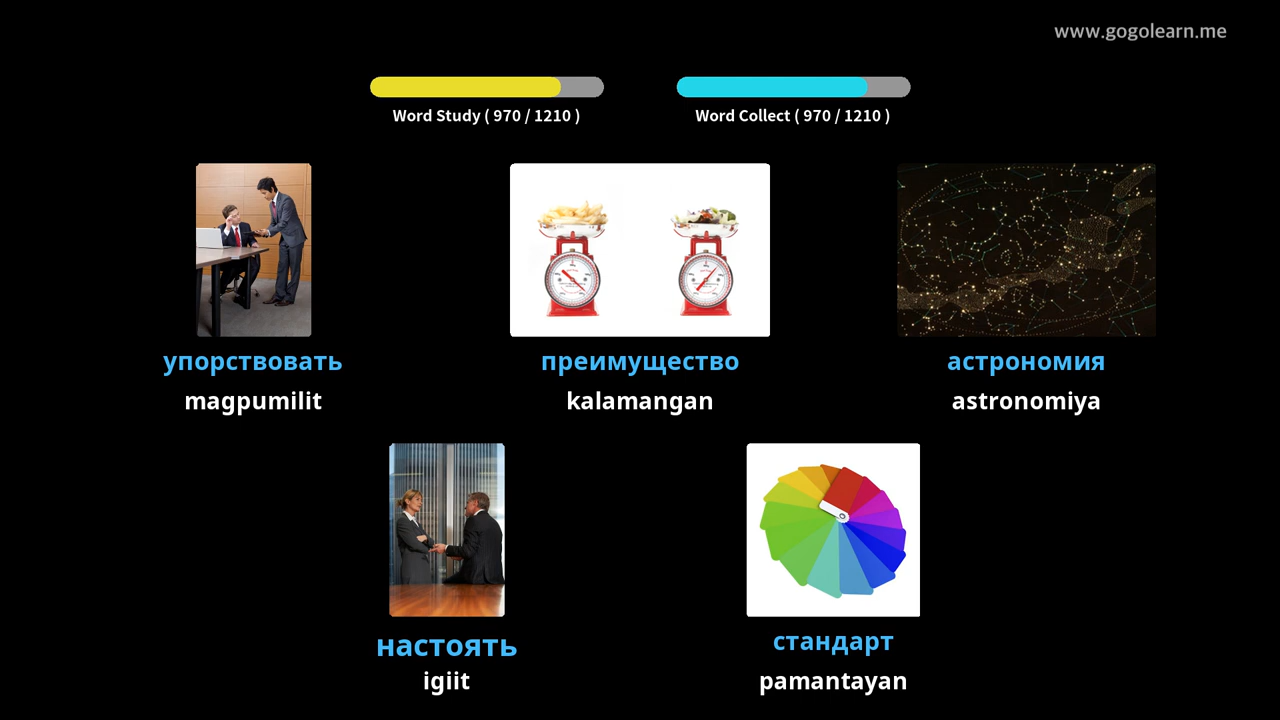 www.gogolearn.me
Word Study ( 970 / 1210 )
Word Collect ( 970 / 1210 )
упорствовать
magpumilit
преимущество
kalamangan
астрономия
astronomiya
настоять
igiit
стандарт
pamantayan